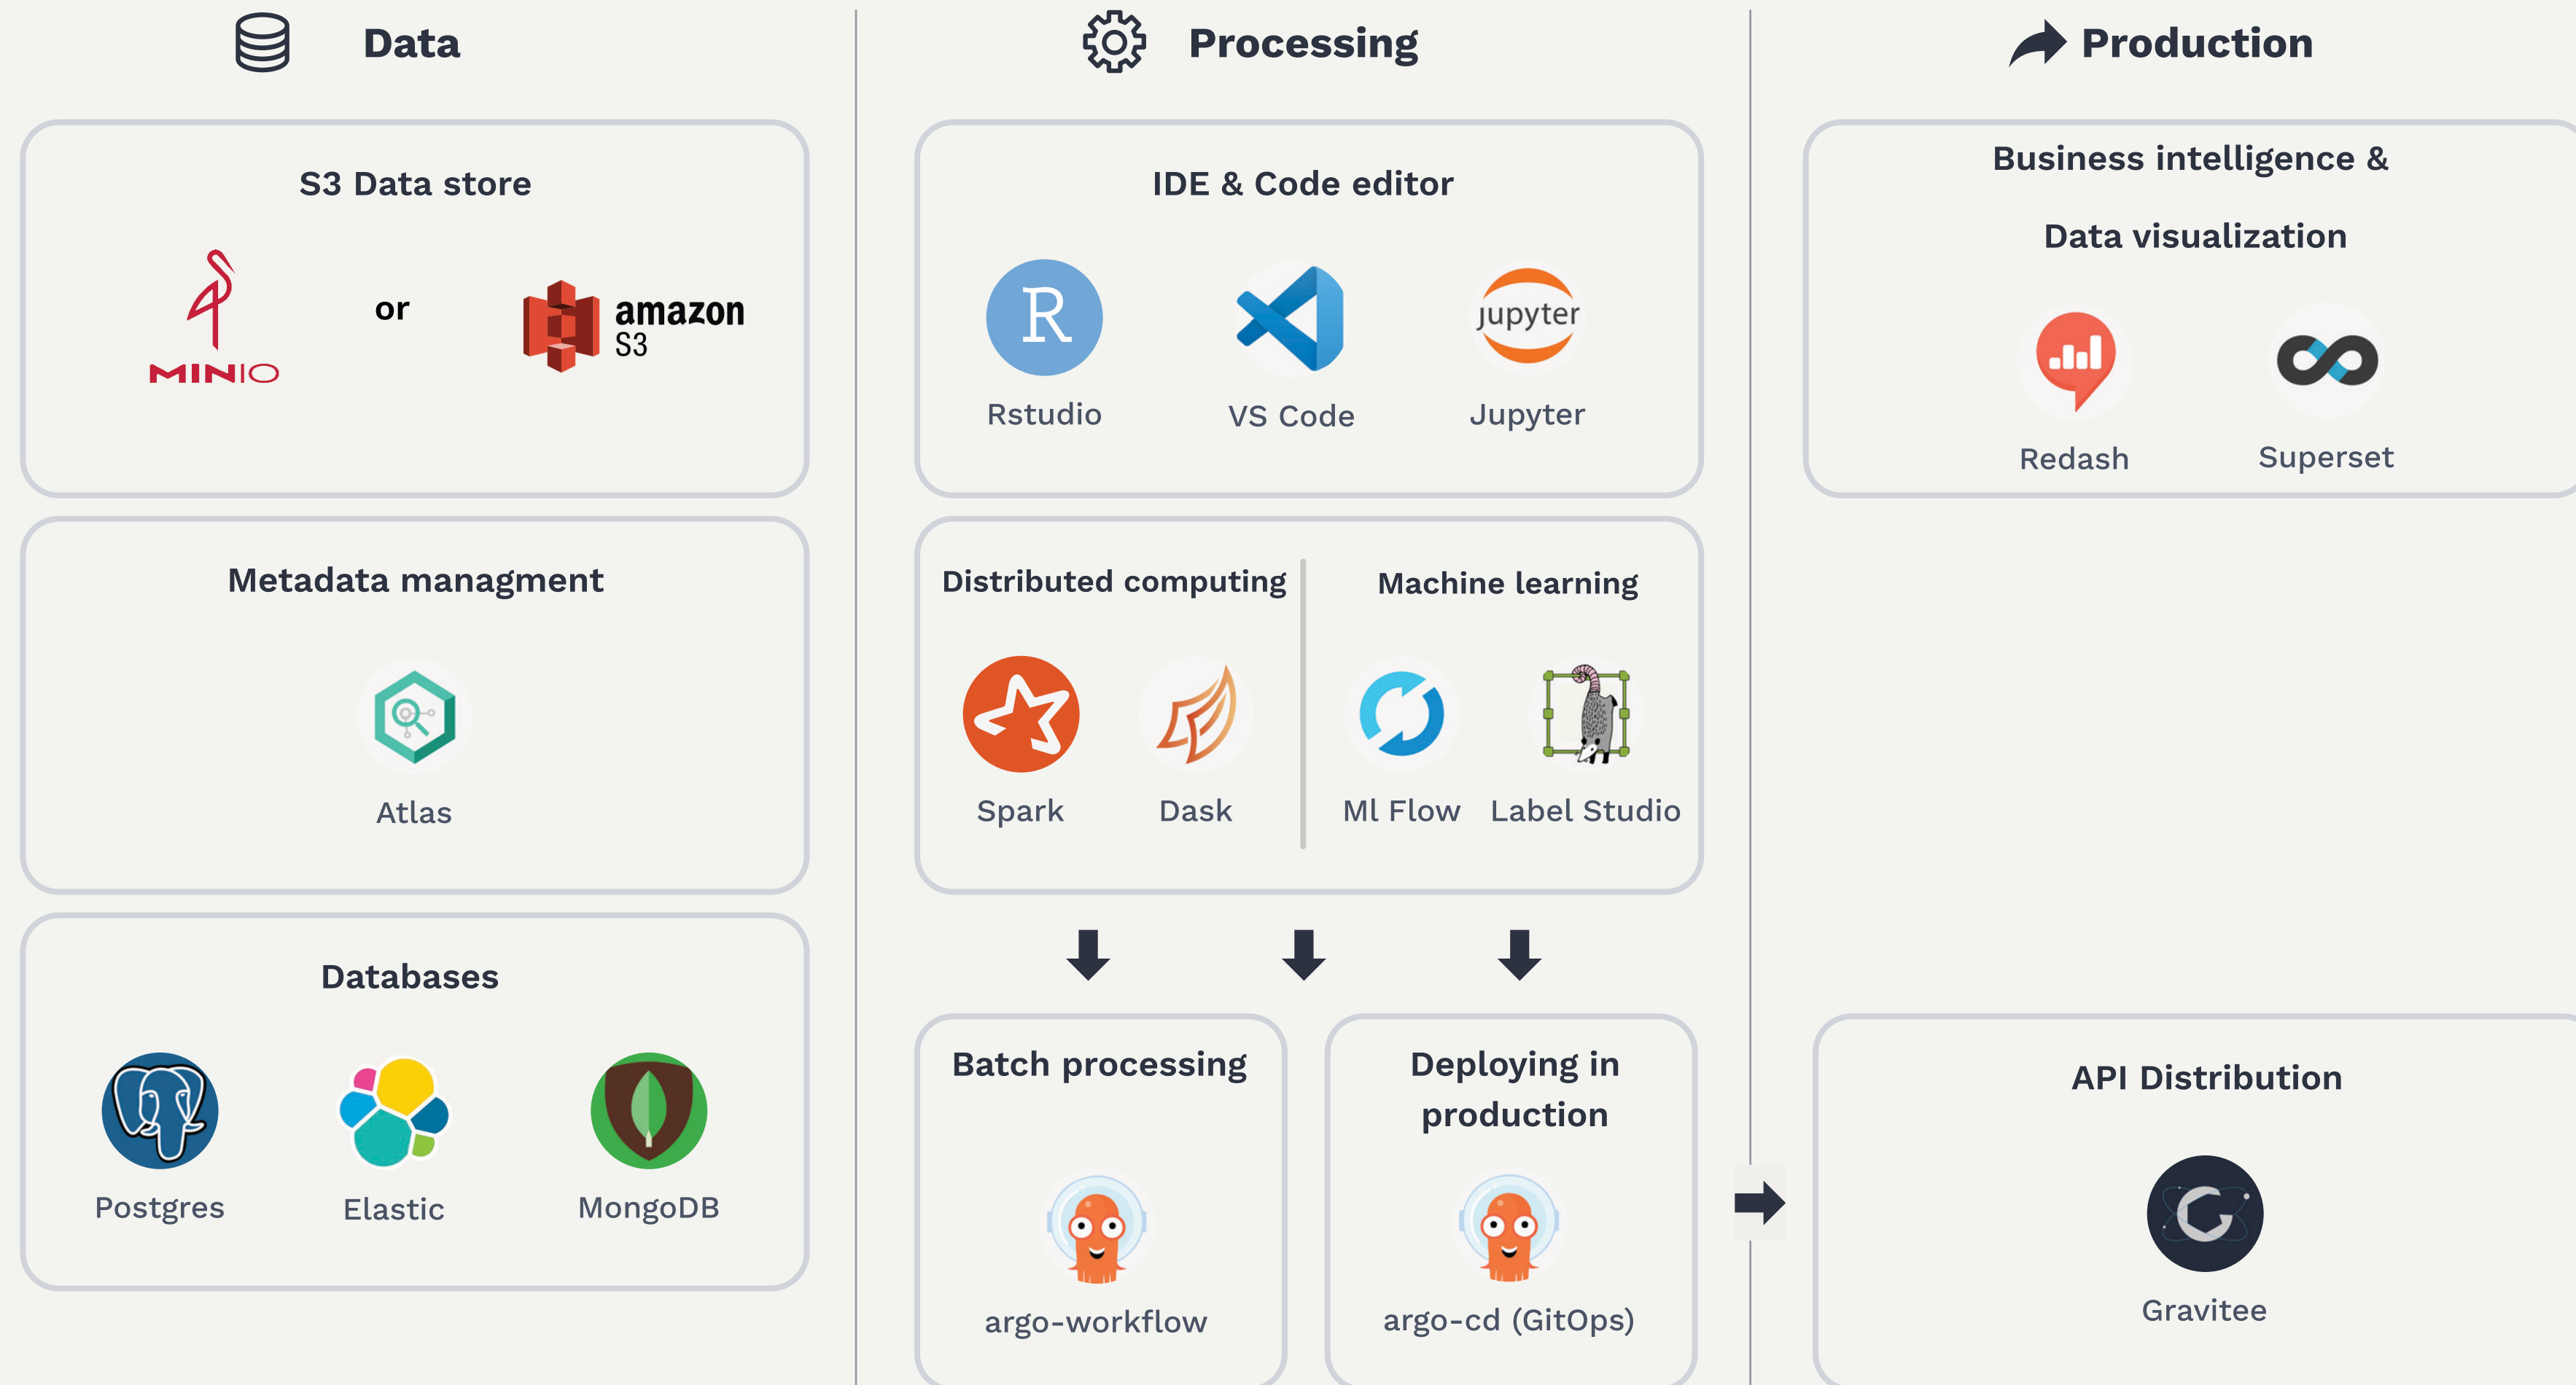 Data
S3 Data store
MINIO
or
amazon
S3
Metadata managment
Atlas
Databases
Postgres
Elastic
MongoDB
Processing
IDE & Code editor
R
jupyter
Rstudio
VS Code
Jupyter
Distributed computing
Spark
Dask
Machine learning
Ml Flow
Label Studio
Batch processing
argo-workflow
Deploying in
production
argo-cd (GitOps)
Production
Business intelligence &
Data visualization
Redash
Superset
API Distribution
Gravitee